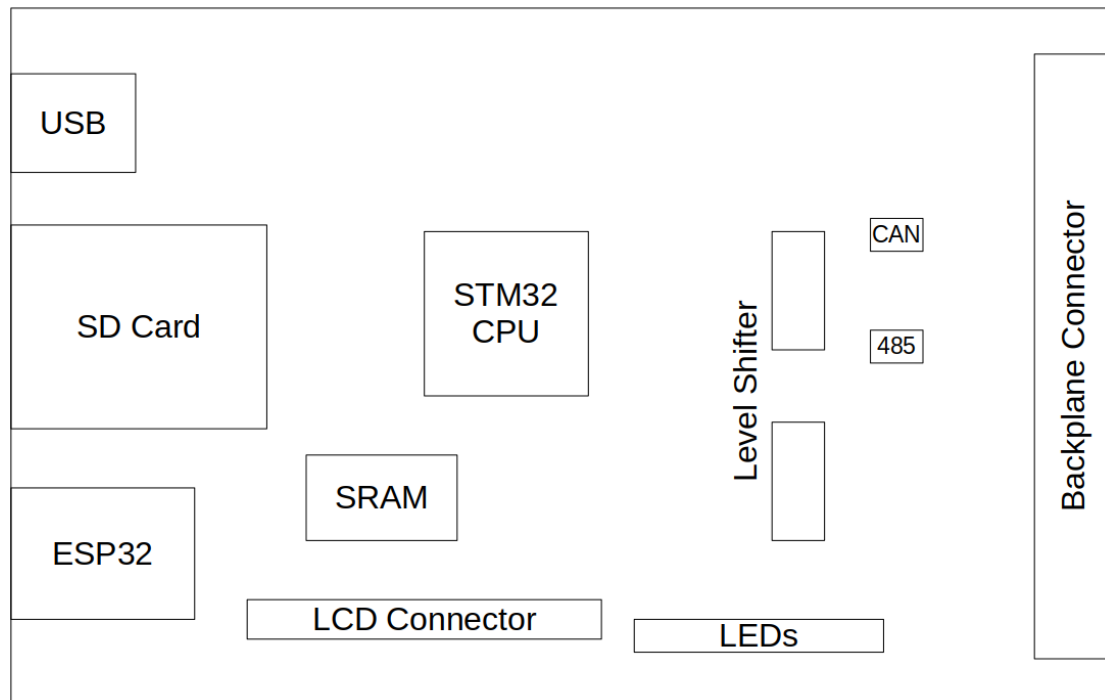 USB
CAN
STM32
CPU
SD Card
485
Level Shifter
Backplane Connector
SRAM
ESP32
LCD Connector
LEDs